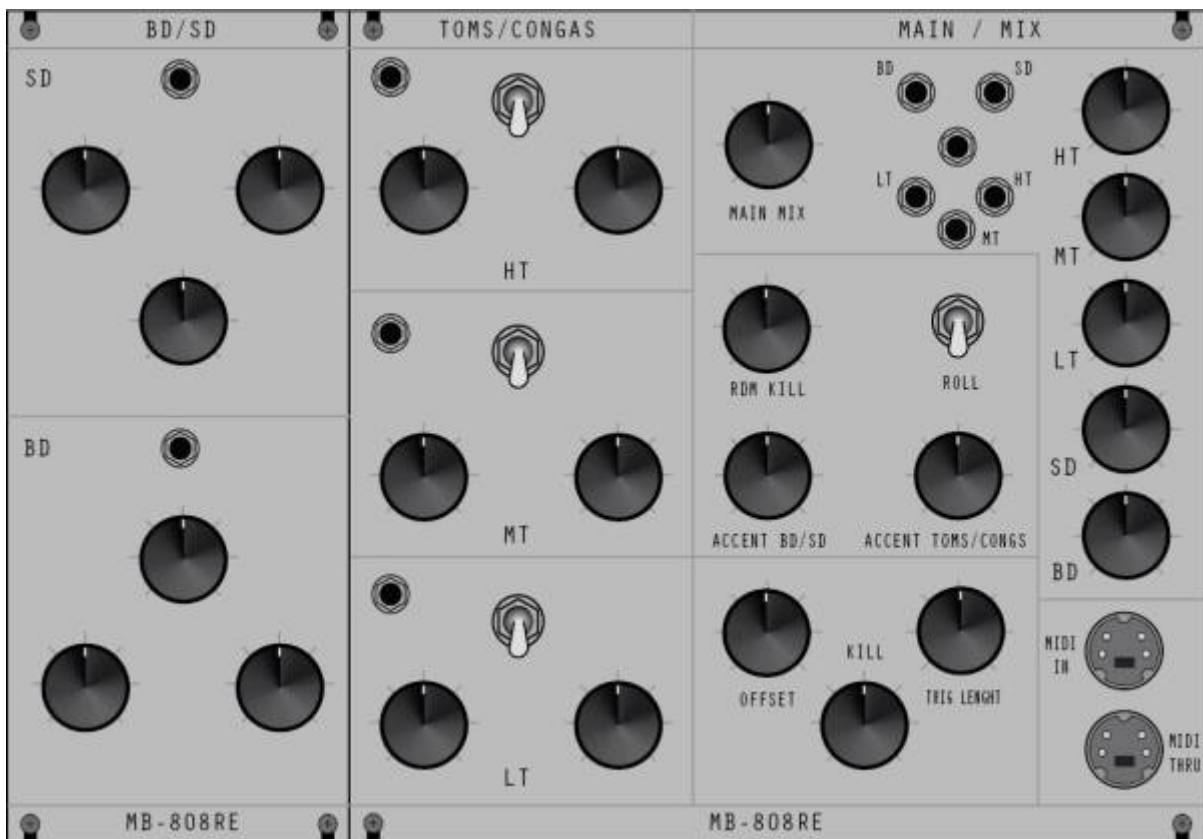 BD/SD
TOMS/CONGAS
MAIN / MIX
SD
BD
SD
HT
LT
HT
MT
MAIN MIX
HT
MT
LT
SD
BD
RDM KILL
ROLL
BD
MT
ACCENT BD/SD
ACCENT TOMS/CONGS
KILL
OFFSET
TRIG LENGHT
LT
MIDI
IN
MIDI
THRU
MB-808RE
MB-808RE